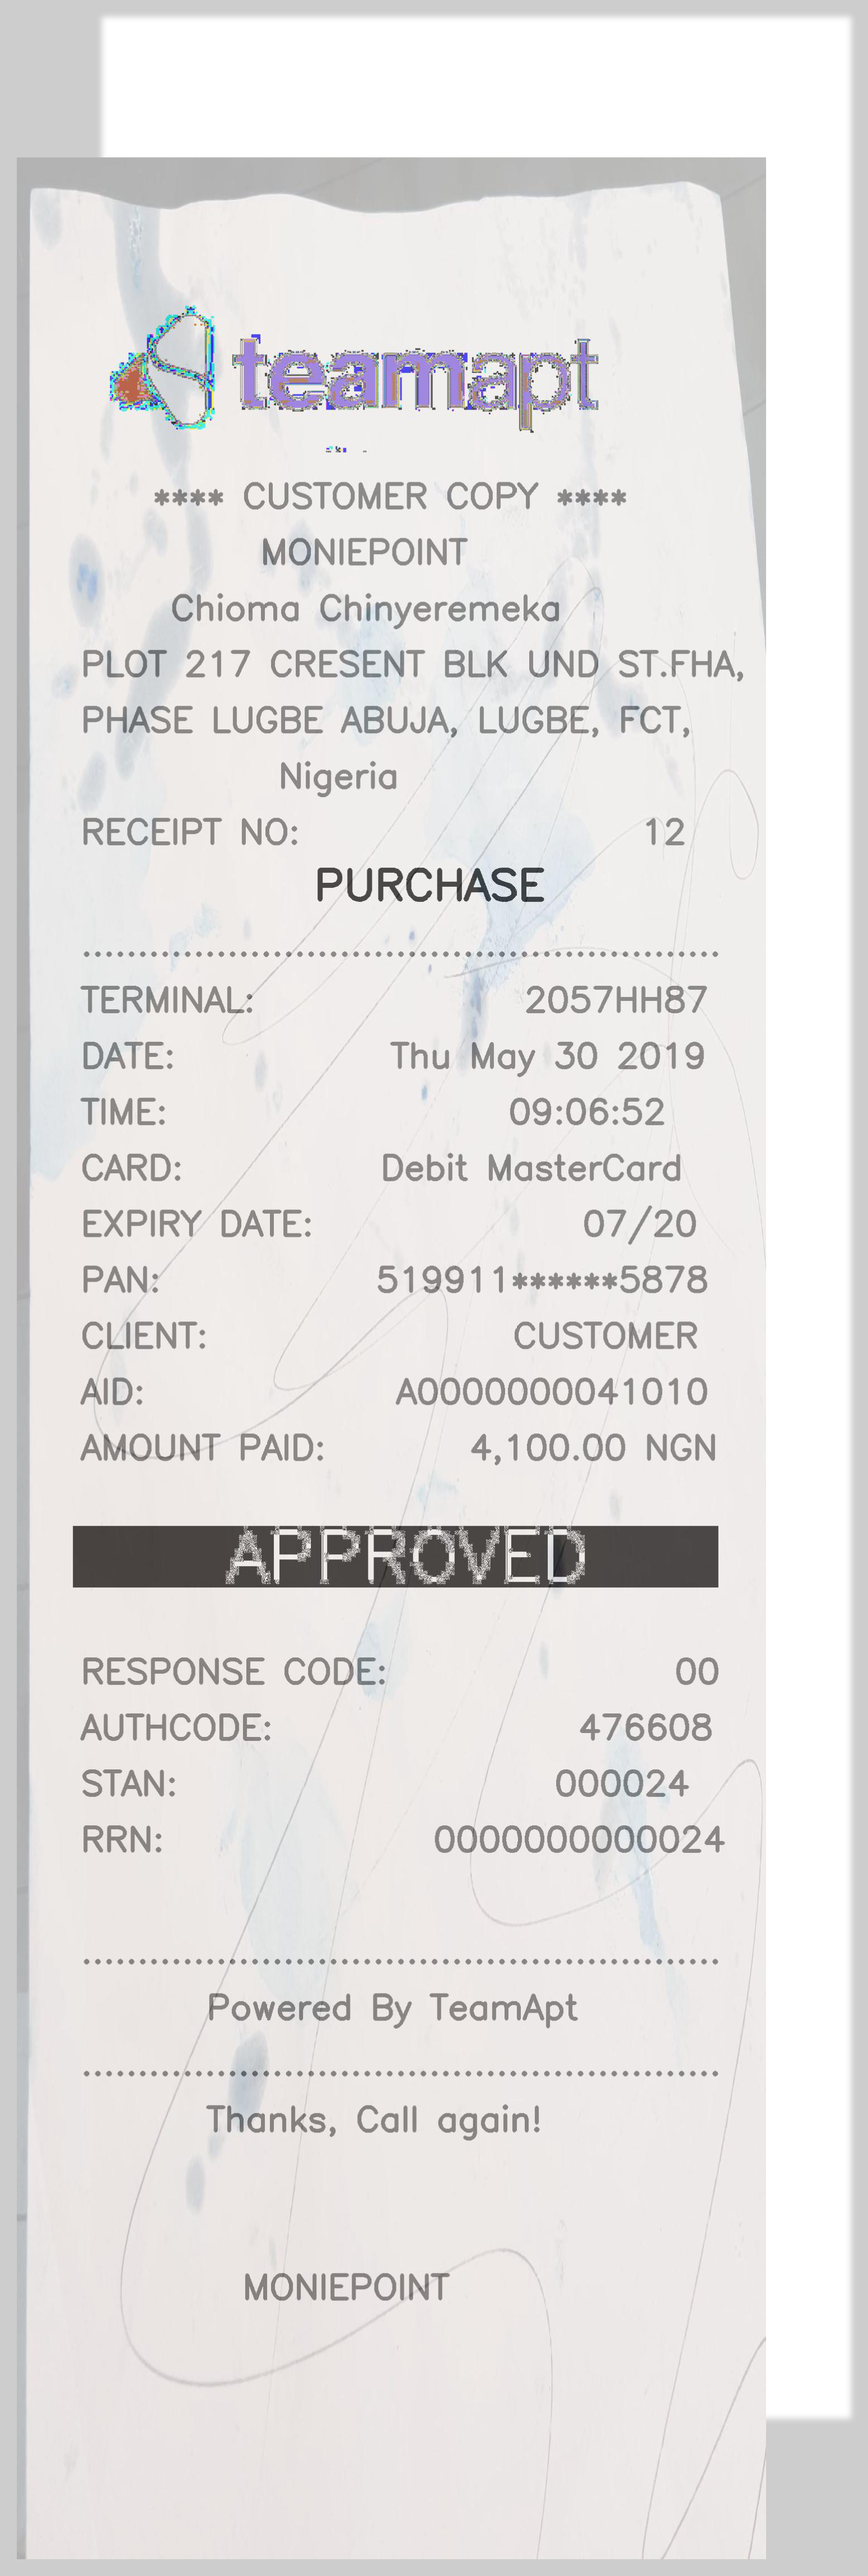 teamapt
**** CUSTOMER COPY ****
MONIEPOINT
Chioma Chinyeremeka
PLOT 217 CRESENT BLK UND ST.FHA,
PHASE LUGBE ABUJA, LUGBE, FCT,
Nigeria
RECEIPT NO: 12
PURCHASE
TERMINAL: 2057HH87
DATE: Thu May 30 2019
TIME: 09:06:52
CARD: Debit MasterCard
EXPIRY DATE: 07/20
PAN: 519911******5878
CLIENT: CUSTOMER
AID: A0000000041010
AMOUNT PAID: 4,100.00 NGN
APPROVED
RESPONSE CODE: 00
AUTHCODE: 476608
STAN: 000024
RRN: 0000000000024
Powered By TeamApt
Thanks, Call again!
MONIEPOINT